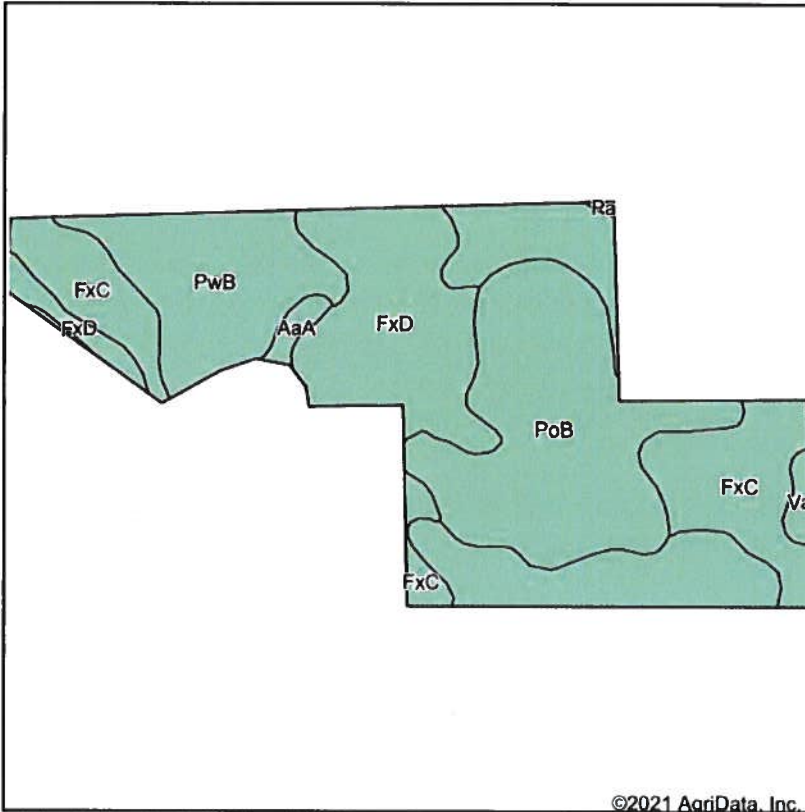 Ra
FxC
PwB
FxD
AaA
FxD
PoB
FxC
Va
FxC
©2021 AgriData, Inc.